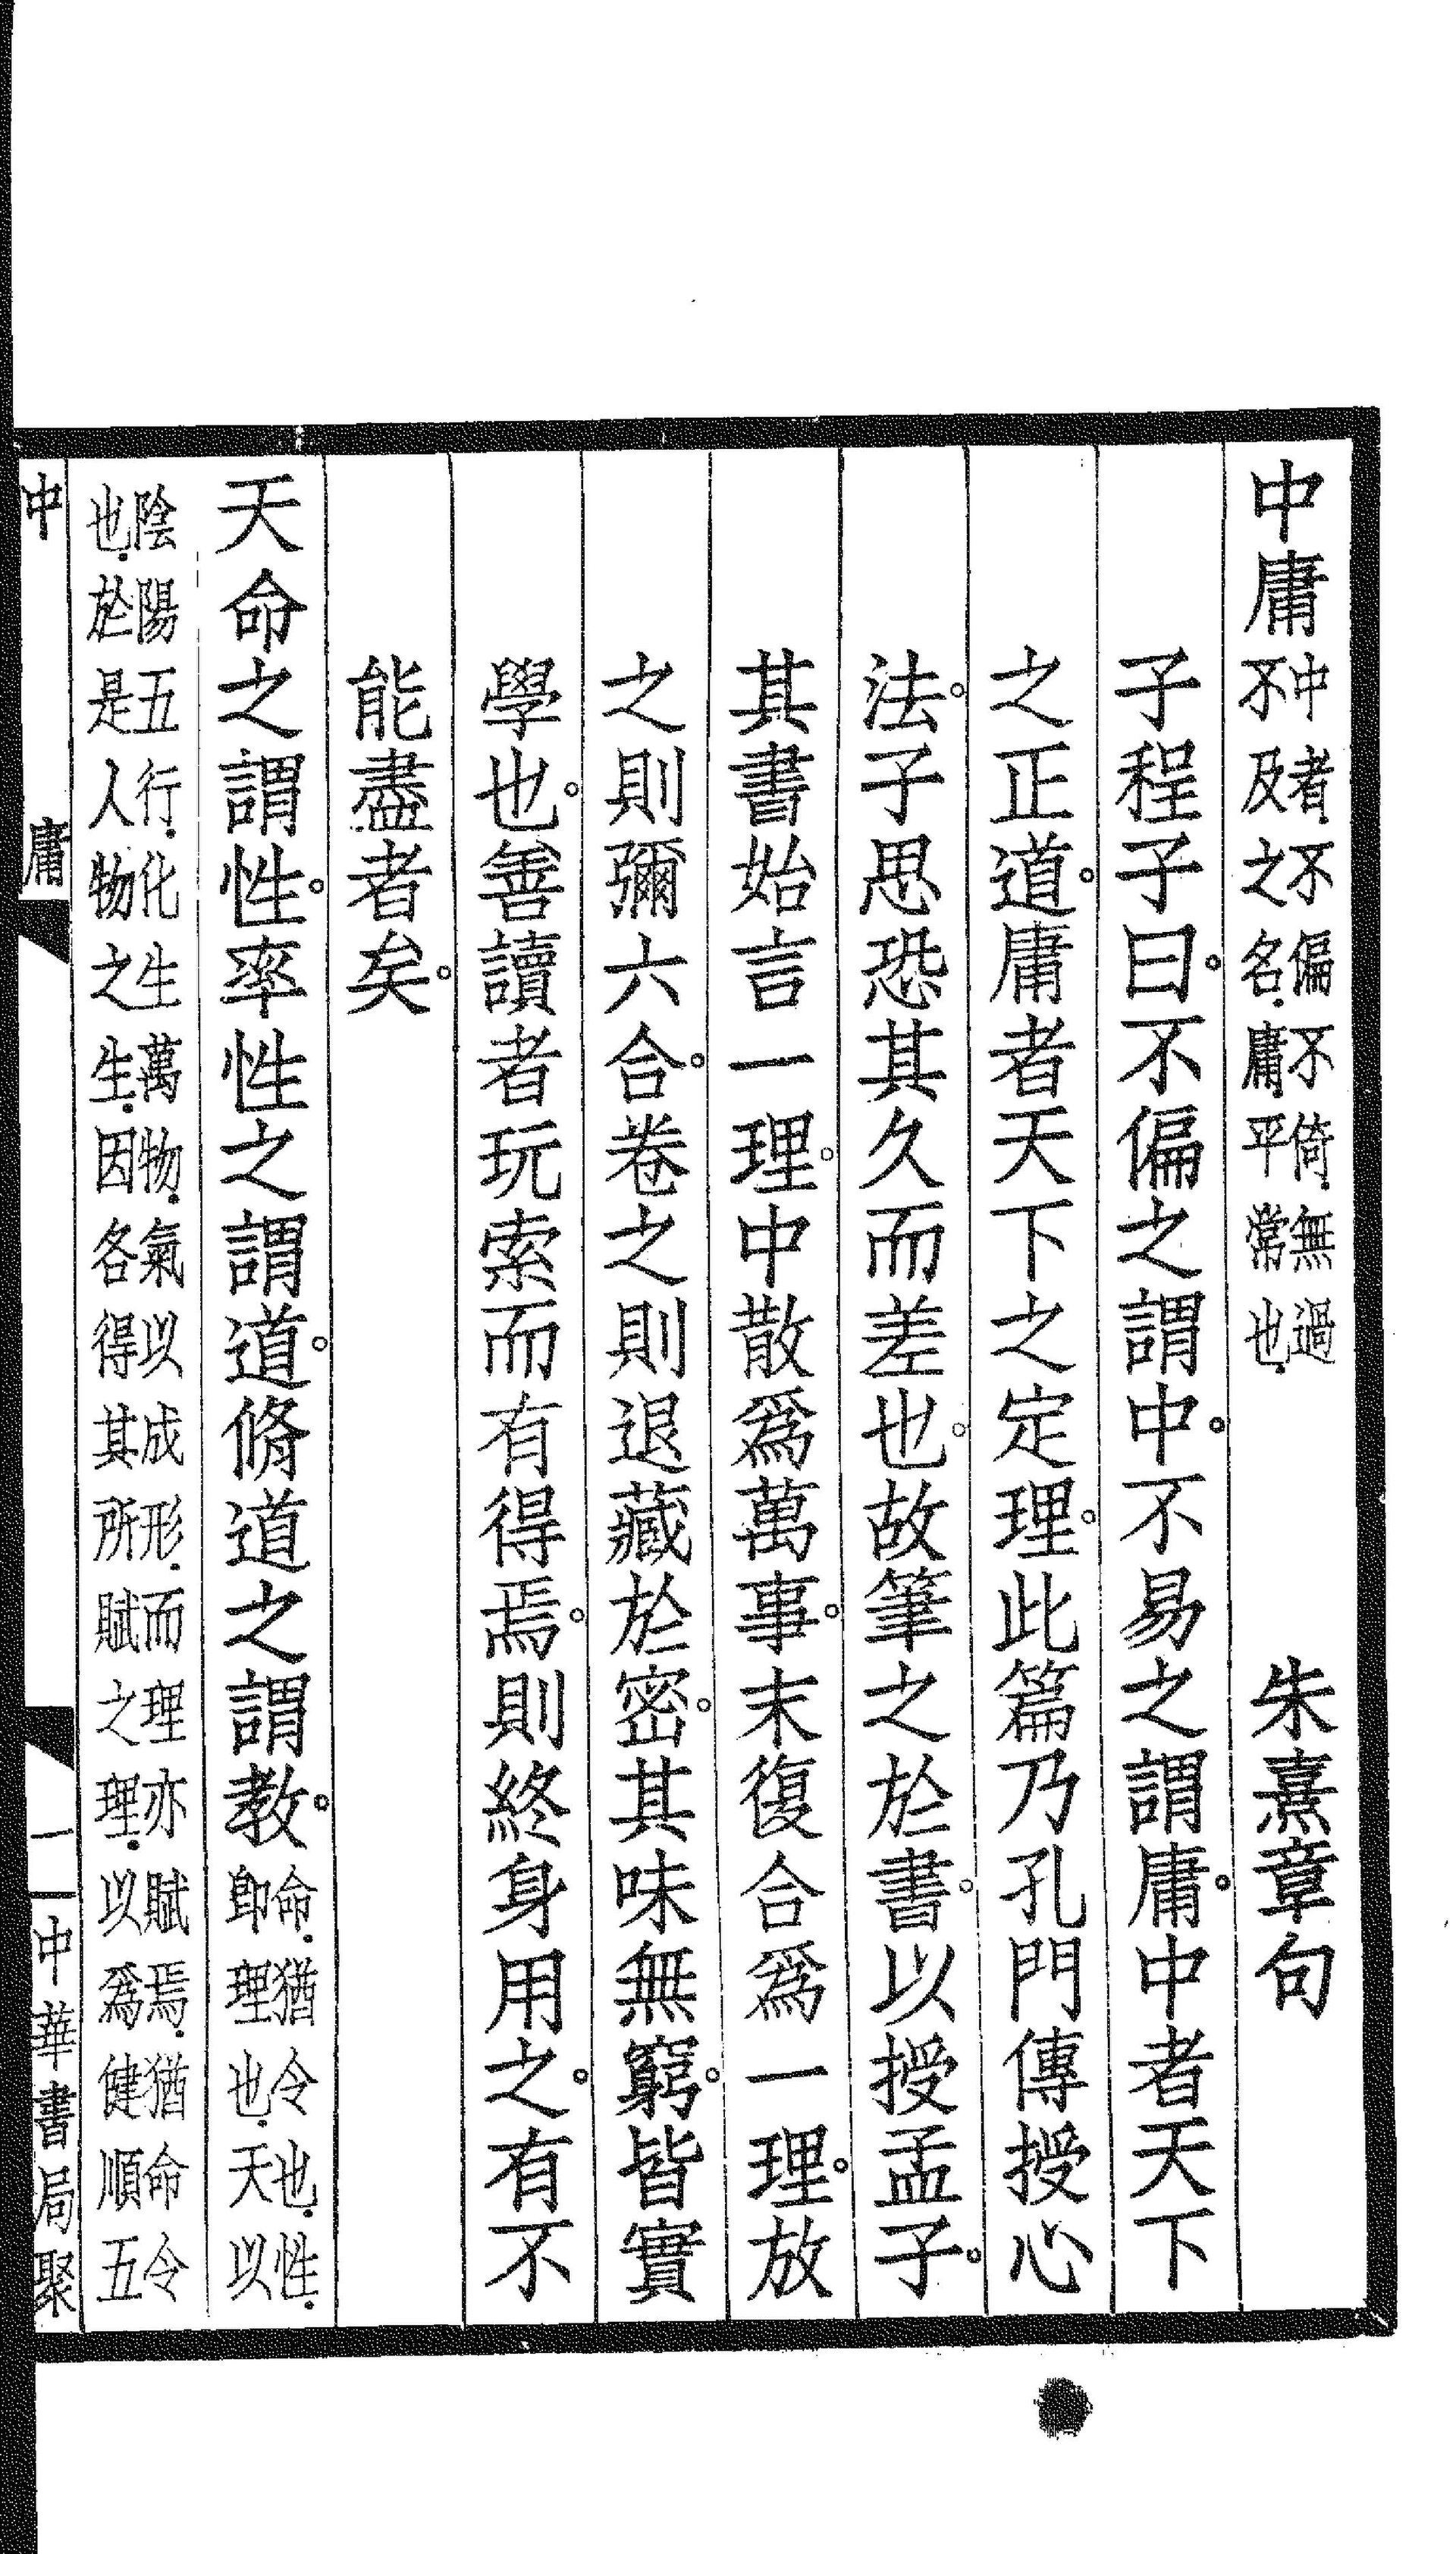 中庸中者不偏不倚無過不及之名庸平常也 朱熹章句
子程子曰不偏之謂中不易之謂庸中者天下
之正道庸者天下之定理此篇乃孔門傳授心
法子思恐其久而差也故筆之於書以授孟子
其書始言一理中散爲萬事末復合爲一理放
之則彌六合卷之則退藏於密其味無窮皆實
學也善讀者玩索而有得焉則終身用之有不
能盡者矣
天命之謂性率性之謂道脩道之謂教命猶令也性即理也天以
陰陽五行化生萬物氣以成形而理亦賦焉猶命令
也於是人物之生因各得其所賦之理以爲健順五
中庸 一 中華書局聚